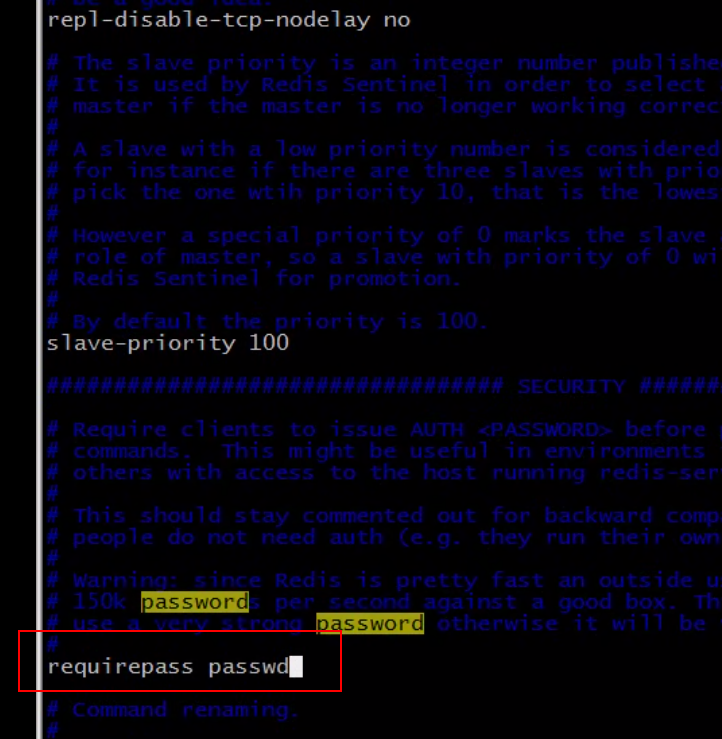 # be a good idea.
repl-disable-tcp-nodelay no
# The slave priority is an integer number publishe
# It is used by Redis Sentinel in order to select
# master if the master is no longer working correc
#
# A slave with a low priority number is considered
# for instance if there are three slaves with prio
# pick the one wtih priority 10, that is the lowes
#
# However a special priority of 0 marks the slave
# role of master, so a slave with priority of 0 wi
# Redis Sentinel for promotion.
#
# By default the priority is 100.
slave-priority 100
################################## SECURITY ######
# Require clients to issue AUTH <PASSWORD> before
# commands.  This might be useful in environments
# others with access to the host running redis-ser
#
# This should stay commented out for backward comp
# people do not need auth (e.g. they run their own
#
# Warning: since Redis is pretty fast an outside u
# 150k passwords per second against a good box. Th
# use a very strong password otherwise it will be
#
requirepass passwd
# Command renaming.
#